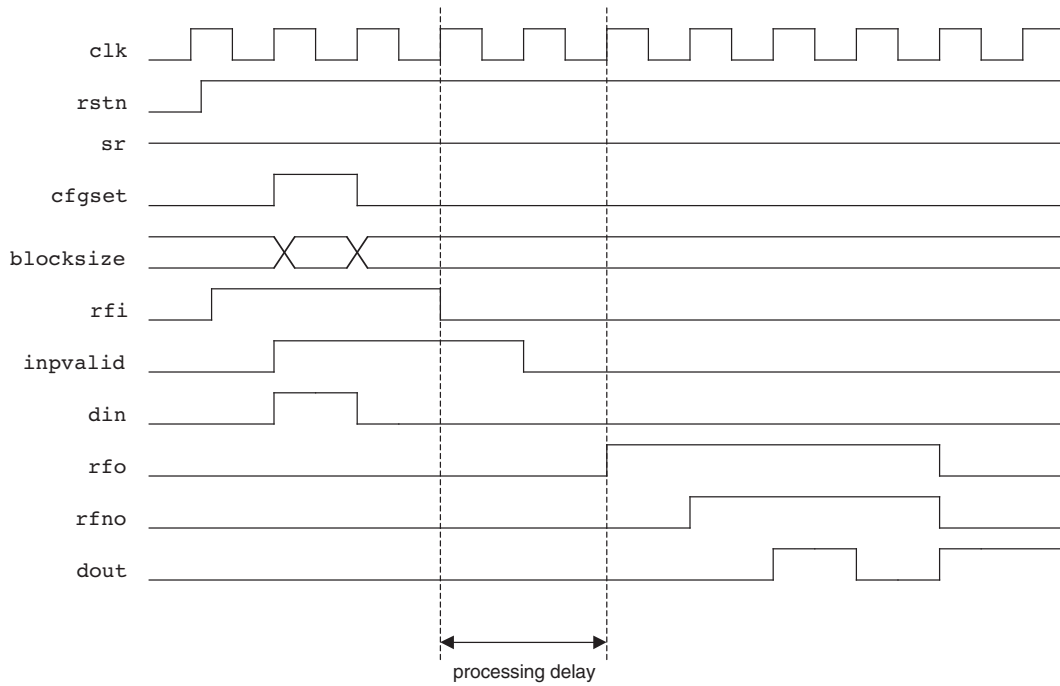 clk
rstn
sr
cfgset
blocksize
rfi
inpvalid
din
rfo
rfno
dout
processing delay